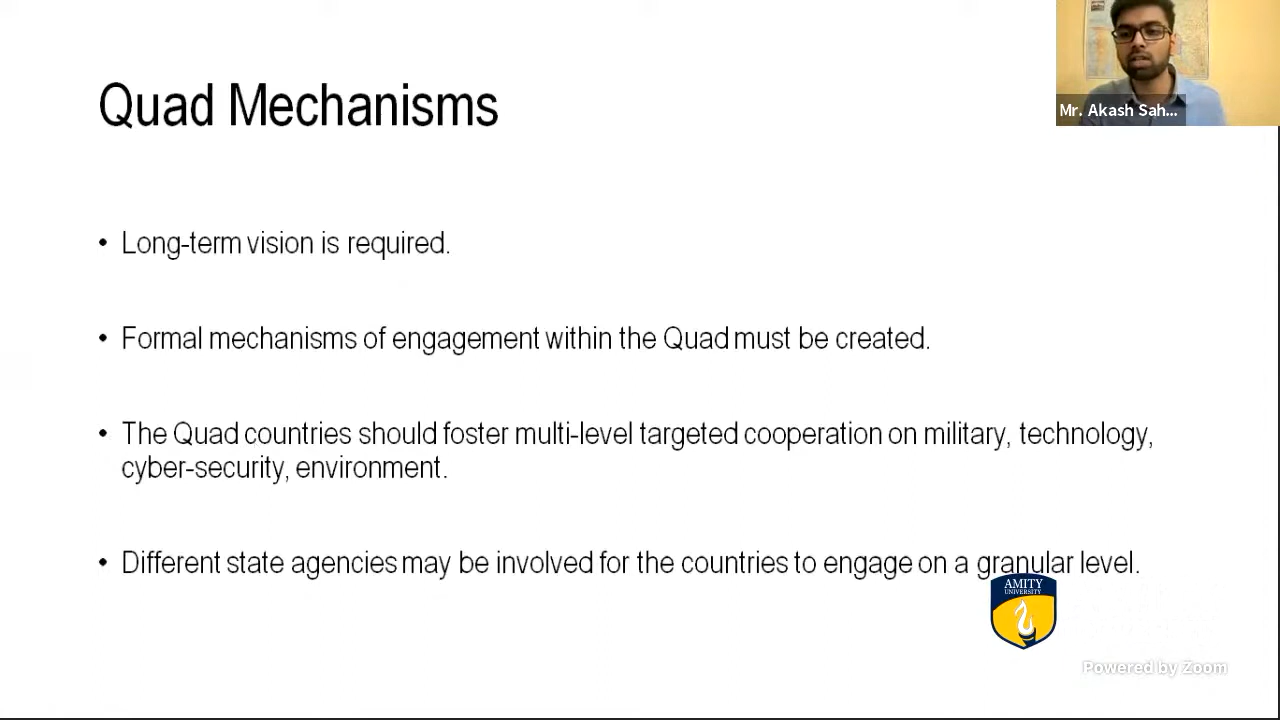 Quad Mechanisms
Mr. Akash Sah...
• Long-term vision is required.
• Formal mechanisms of engagement within the Quad must be created.
• The Quad countries should foster multi-level targeted cooperation on military, technology,
cyber-security, environment.
• Different state agencies may be involved for the countries to engage on a granular level.
AMITY
UNIVERSITY
Powered by Zoom